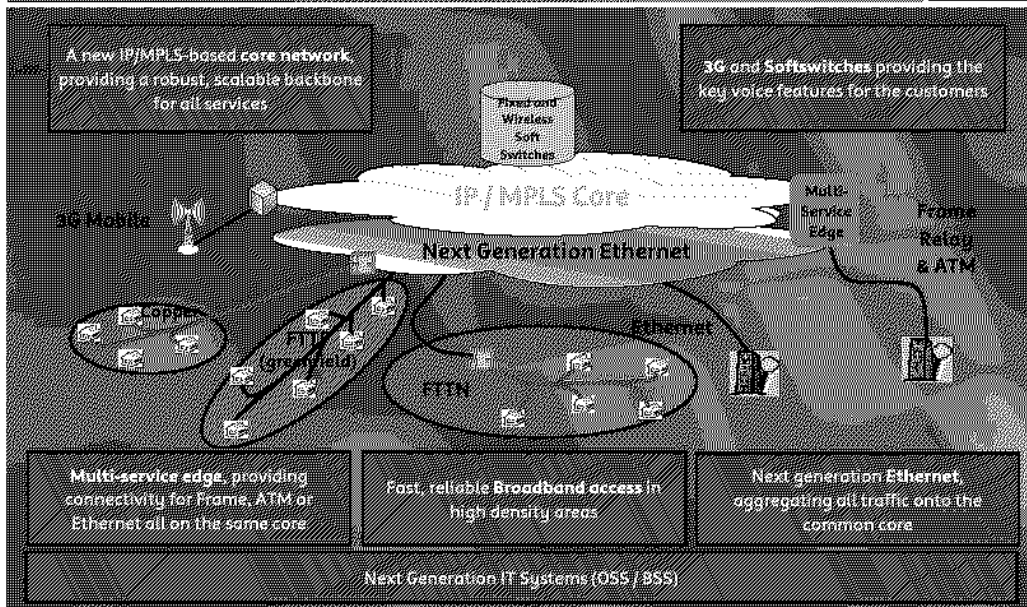 A new IP/MPLS-based core network,
providing a robust, scalable backbone
for all services
3G and Softswitches providing the
key voice features for the customers
Fixed and
Wireless
Soft
Switches
IP / MPLS Core
Multi-
Service
Edge
Frame
Relay
& ATM
3G Mobile
Next Generation Ethernet
Copper
FTTP
(greenfield)
FTTN
Ethernet
Multi-service edge, providing
connectivity for Frame, ATM or
Ethernet all on the same core
Fast, reliable Broadband access in
high density areas
Next generation Ethernet,
aggregating all traffic onto the
common core
Next Generation IT Systems (OSS / BSS)